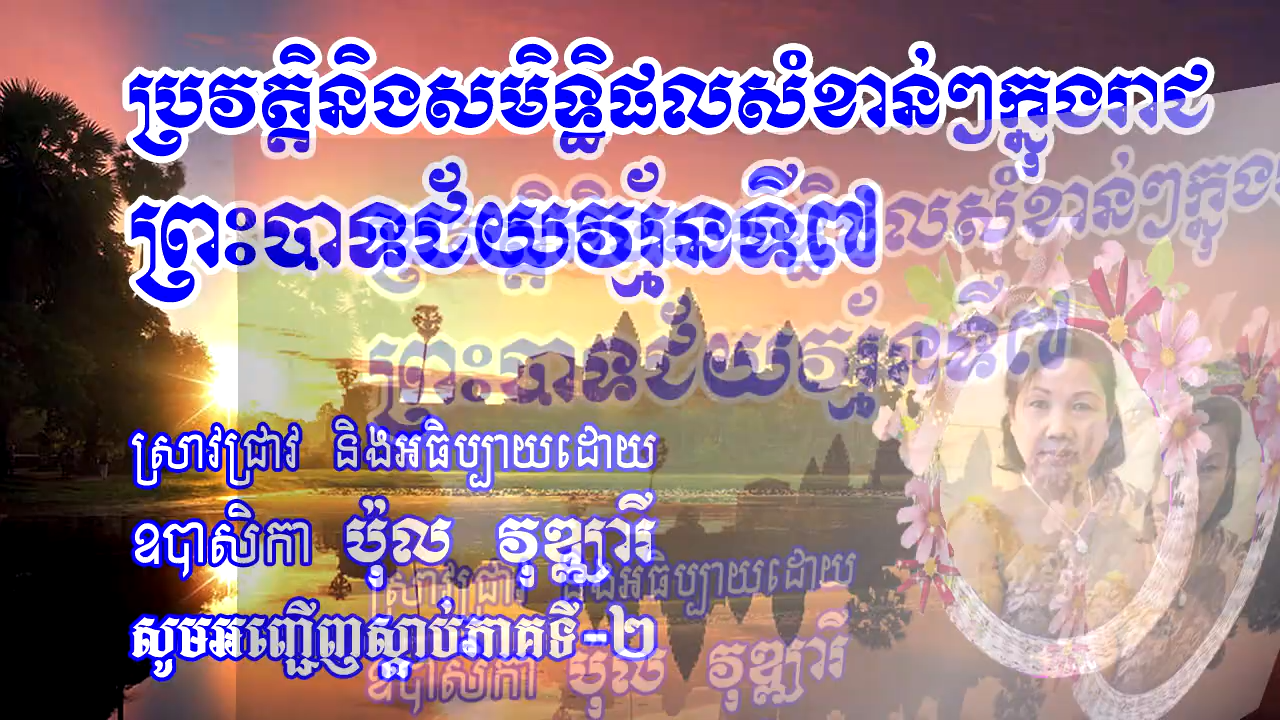 ប្រវត្តិនិងសមិទ្ធិផលសំខាន់ៗក្នុងរាជ
ព្រះបាទជ័យវរ្ម័នទី៧
ស្រាវជ្រាវ និងអធិប្បាយដោយ
ឧបាសិកា ប៉ុល វុឌ្ឍារី
សូមអញ្ជើញស្តាប់ភាគទី-២